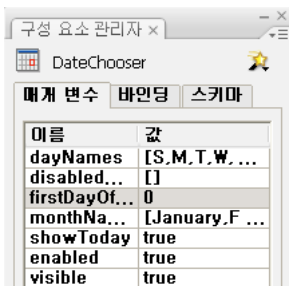 구성 요소 관리자 ×
DateChooser
매개 변수 바인딩 스키마
이름 값
dayNames [S,M,T,W, ...
disabled... []
firstDayOf... 0
monthNa... [January,F ...
showToday true
enabled true
visible true